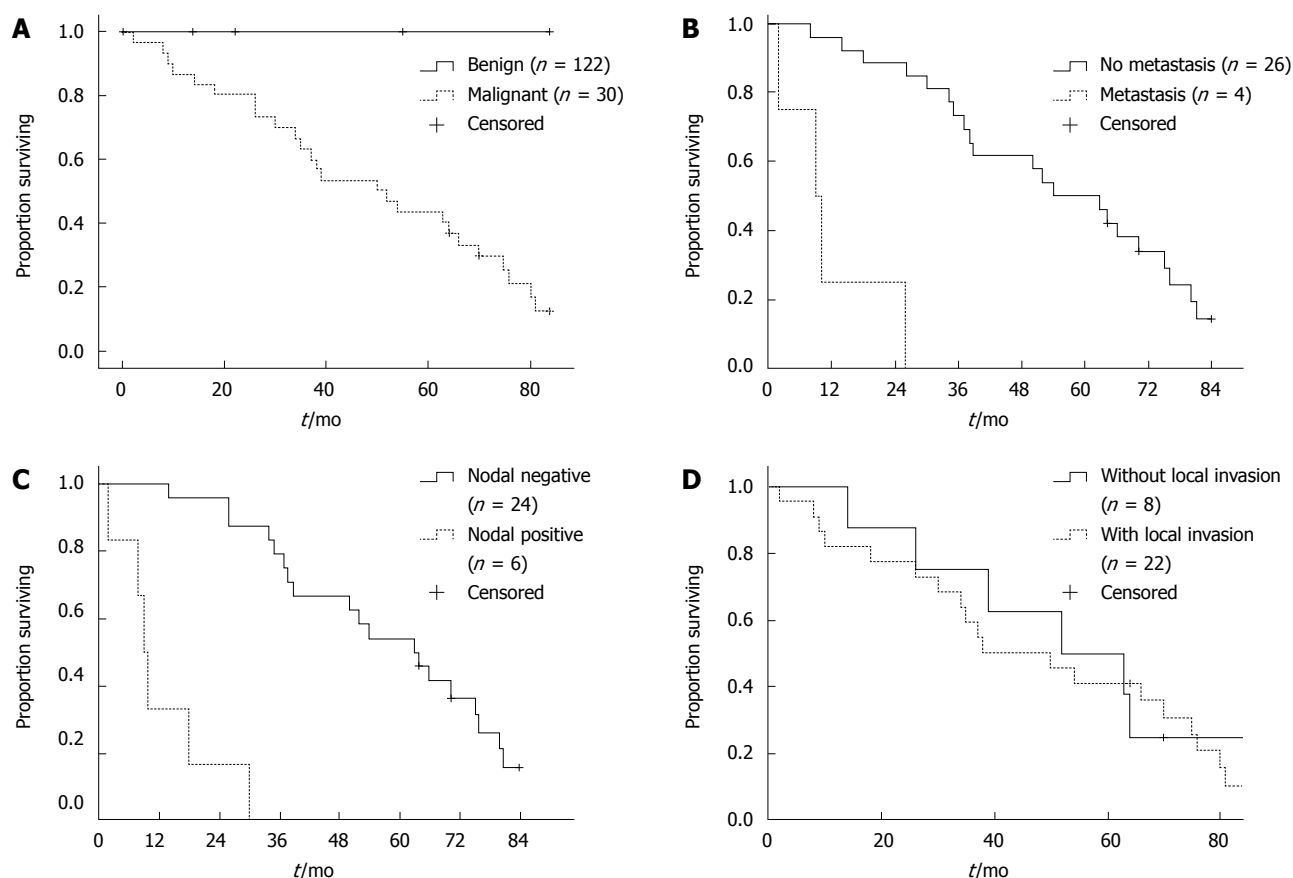 A
1.0
0.8
0.6
0.4
0.2
0.0
Proportion surviving
Benign (n = 122)
Malignant (n = 30)
Censored
0 20 40 60 80
t/mo
B
1.0
0.8
0.6
0.4
0.2
0.0
Proportion surviving
No metastasis (n = 26)
Metastasis (n = 4)
Censored
0 12 24 36 48 60 72 84
t/mo
C
1.0
0.8
0.6
0.4
0.2
0.0
Proportion surviving
Nodal negative
(n = 24)
Nodal positive
(n = 6)
Censored
0 12 24 36 48 60 72 84
t/mo
D
1.0
0.8
0.6
0.4
0.2
0.0
Proportion surviving
Without local invasion
(n = 8)
With local invasion
(n = 22)
Censored
0 20 40 60 80
t/mo